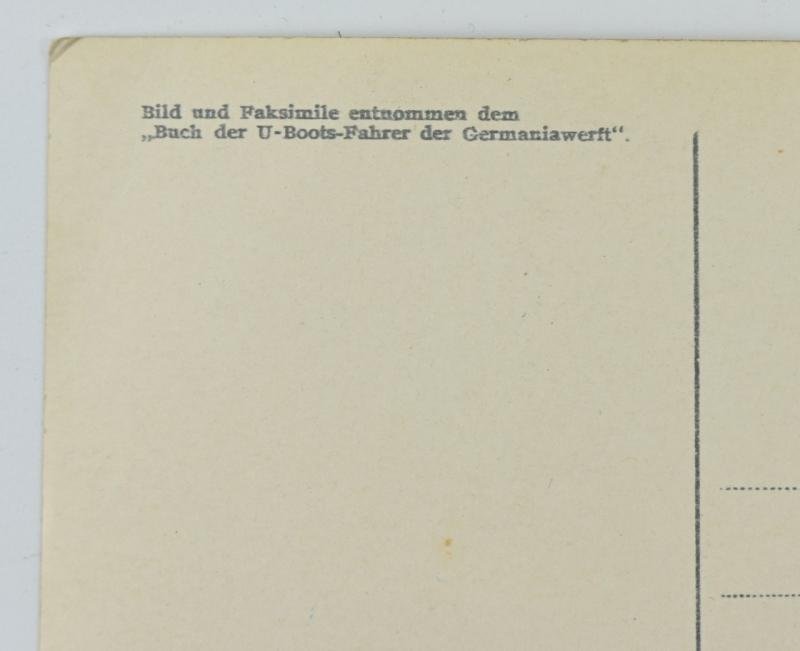 Bild und Faksimile entnommen dem
„Buch der U-Boots-Fahrer der Germaniawerft“.